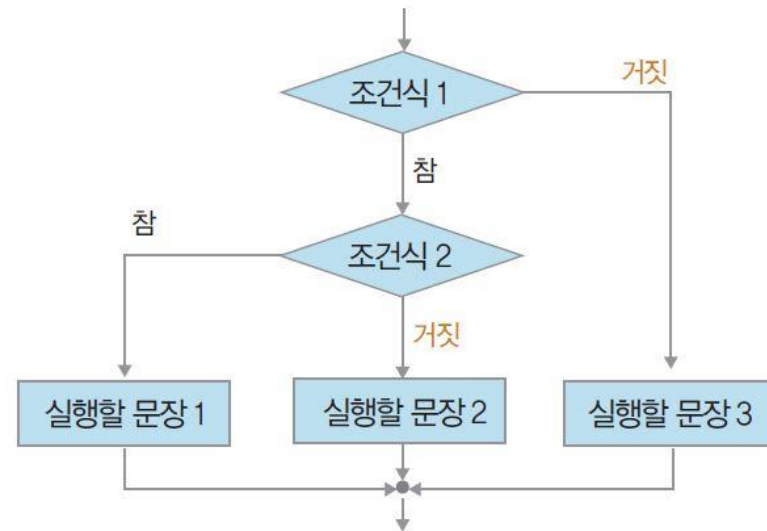 조건식 1
거짓
참
참
조건식 2
거짓
실행할 문장 1
실행할 문장 2
실행할 문장 3